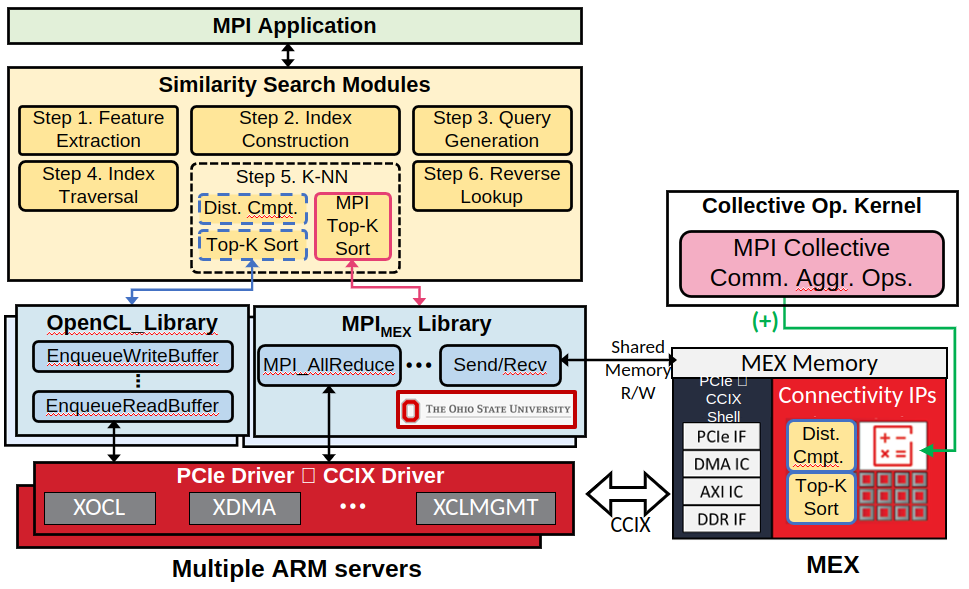 MPI Application
Similarity Search Modules
Step 1. Feature
Extraction
Step 2. Index
Construction
Step 3. Query
Generation
Step 4. Index
Traversal
Step 5. K-NN
Dist. Cmpt.
Top-K Sort
MPI
Top-K
Sort
Step 6. Reverse
Lookup
OpenCL_Library
EnqueueWriteBuffer
EnqueueReadBuffer
MPIMEX Library
MPI_AllReduce
Send/Recv
THE OHIO STATE UNIVERSITY
PCIe Driver  CCIX Driver
XOCL
XDMA
XCLMGMT
Multiple ARM servers
Shared
Memory
R/W
CCIX
Collective Op. Kernel
MPI Collective
Comm. Aggr. Ops.
(+)
MEX Memory
PCIe 
CCIX
Shell
PCIe IF
DMA IC
AXI IC
DDR IF
Connectivity IPs
Dist.
Cmpt.
Top-K
Sort
MEX